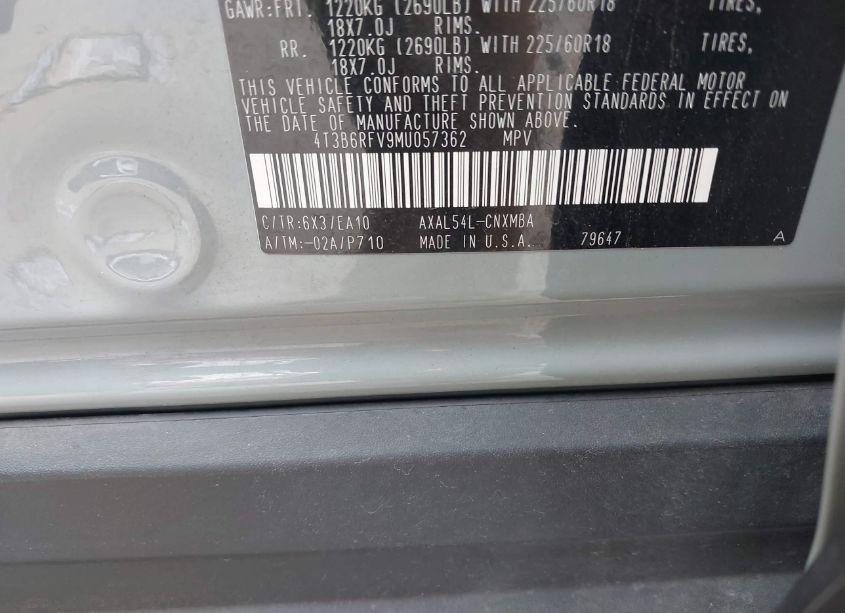 GAWR:FRT. 1220KG (2690LB) WITH 225/60R18 TIRES,
18X7.0J RIMS.
RR. 1220KG (2690LB) WITH 225/60R18 TIRES,
18X7.0J RIMS.
THIS VEHICLE CONFORMS TO ALL APPLICABLE FEDERAL MOTOR
VEHICLE SAFETY AND THEFT PREVENTION STANDARDS IN EFFECT ON
THE DATE OF MANUFACTURE SHOWN ABOVE.
4T3B6RFV9MU057362 MPV
C/TR:6X3/EA10 AXAL54L-CNXMBA
A/TM:-02A/P710 MADE IN U.S.A. 79647 A